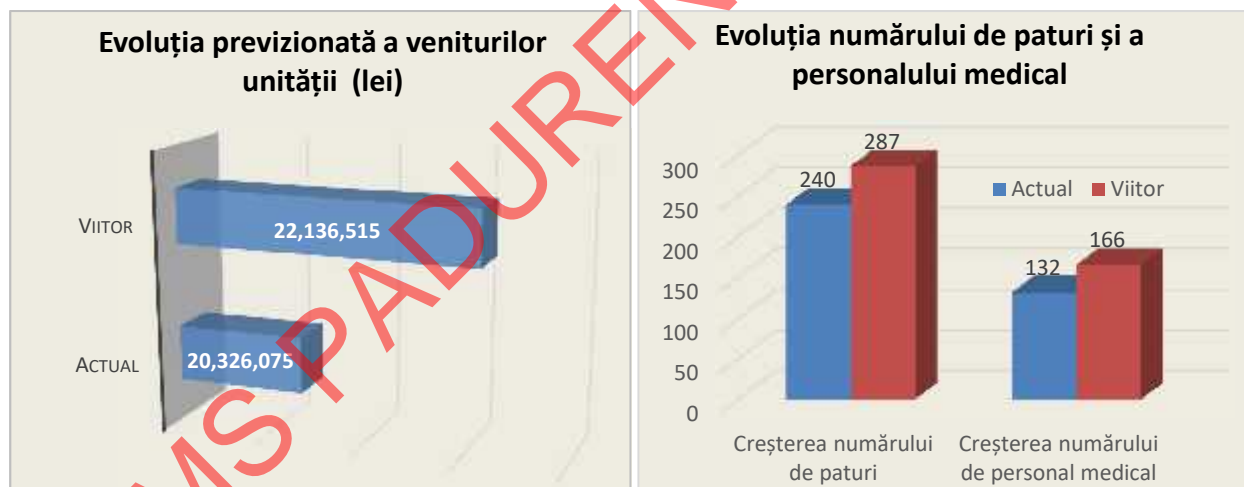 Evoluția previzionată a veniturilor
unității (lei)
VIITOR
22,136,515
ACTUAL
20,326,075
Evoluția numărului de paturi și a
personalului medical
300
250
200
150
100
50
0
240
287
132
166
Actual
Viitor
Creșterea numărului
de paturi
Creșterea numărului
de personal medical
MS PADUREN